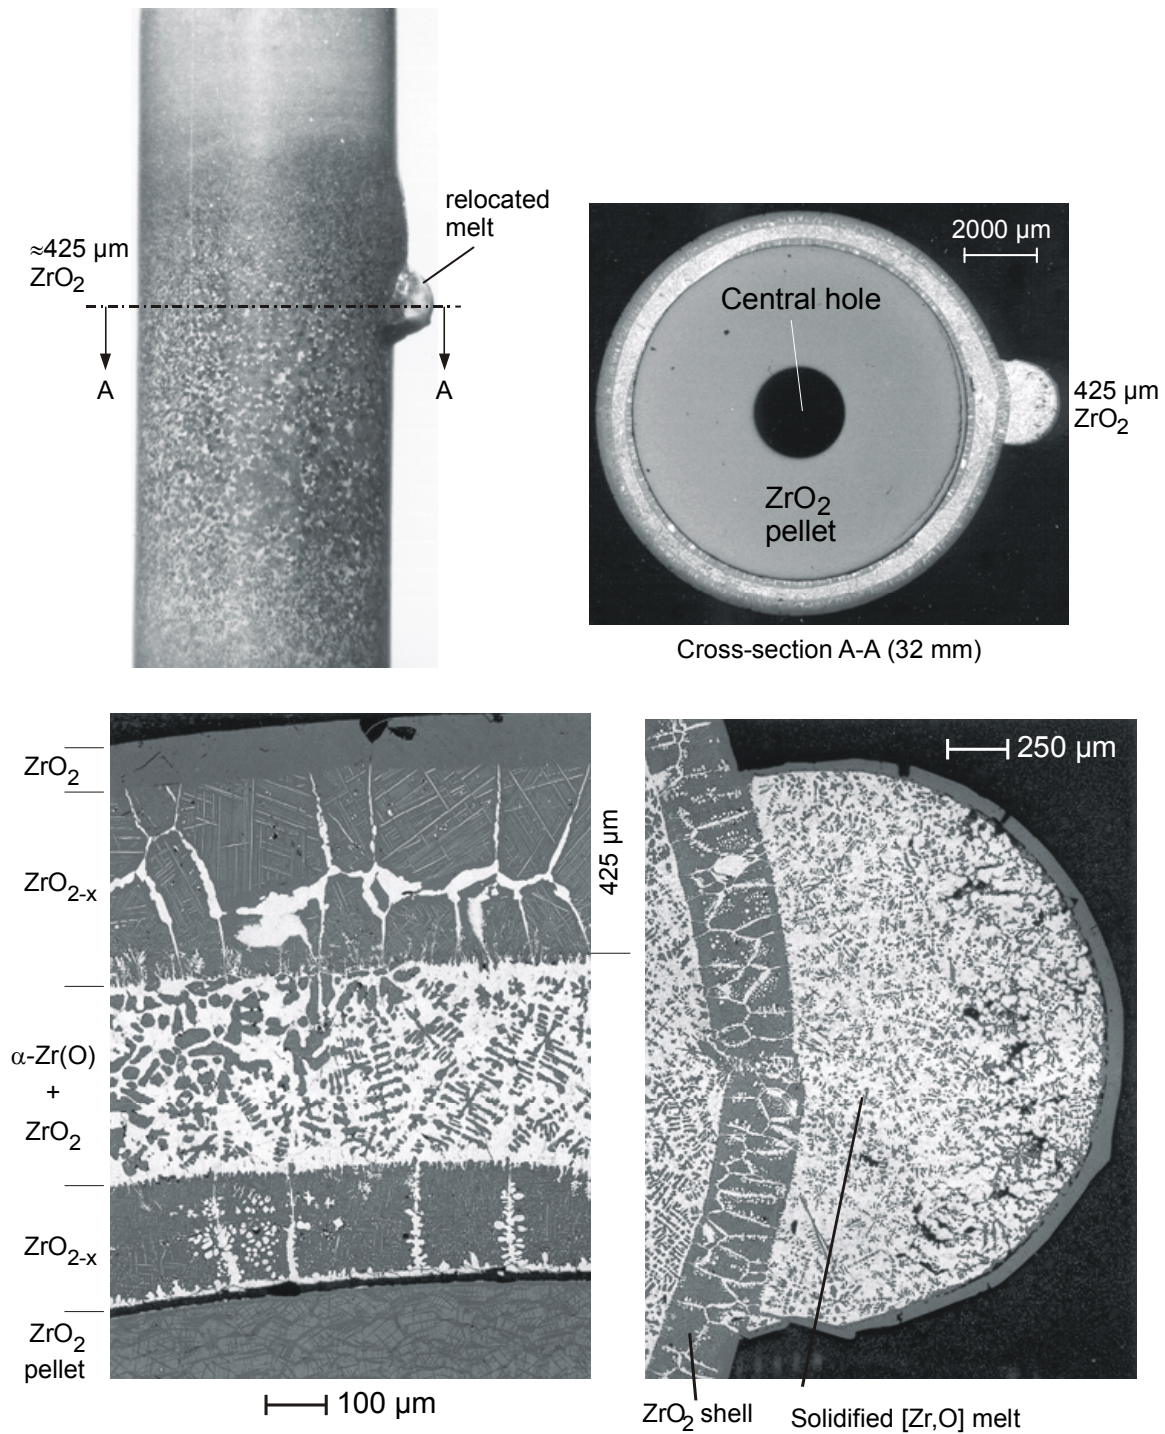 relocated
melt
≈425 µm
ZrO2
A
A
2000 µm
Central hole
ZrO2
pellet
425 µm
ZrO2
Cross-section A-A (32 mm)
ZrO2
ZrO2-x
α-Zr(O)
+
ZrO2
ZrO2-x
ZrO2
pellet
425 µm
100 µm
250 µm
ZrO2 shell
Solidified [Zr,O] melt